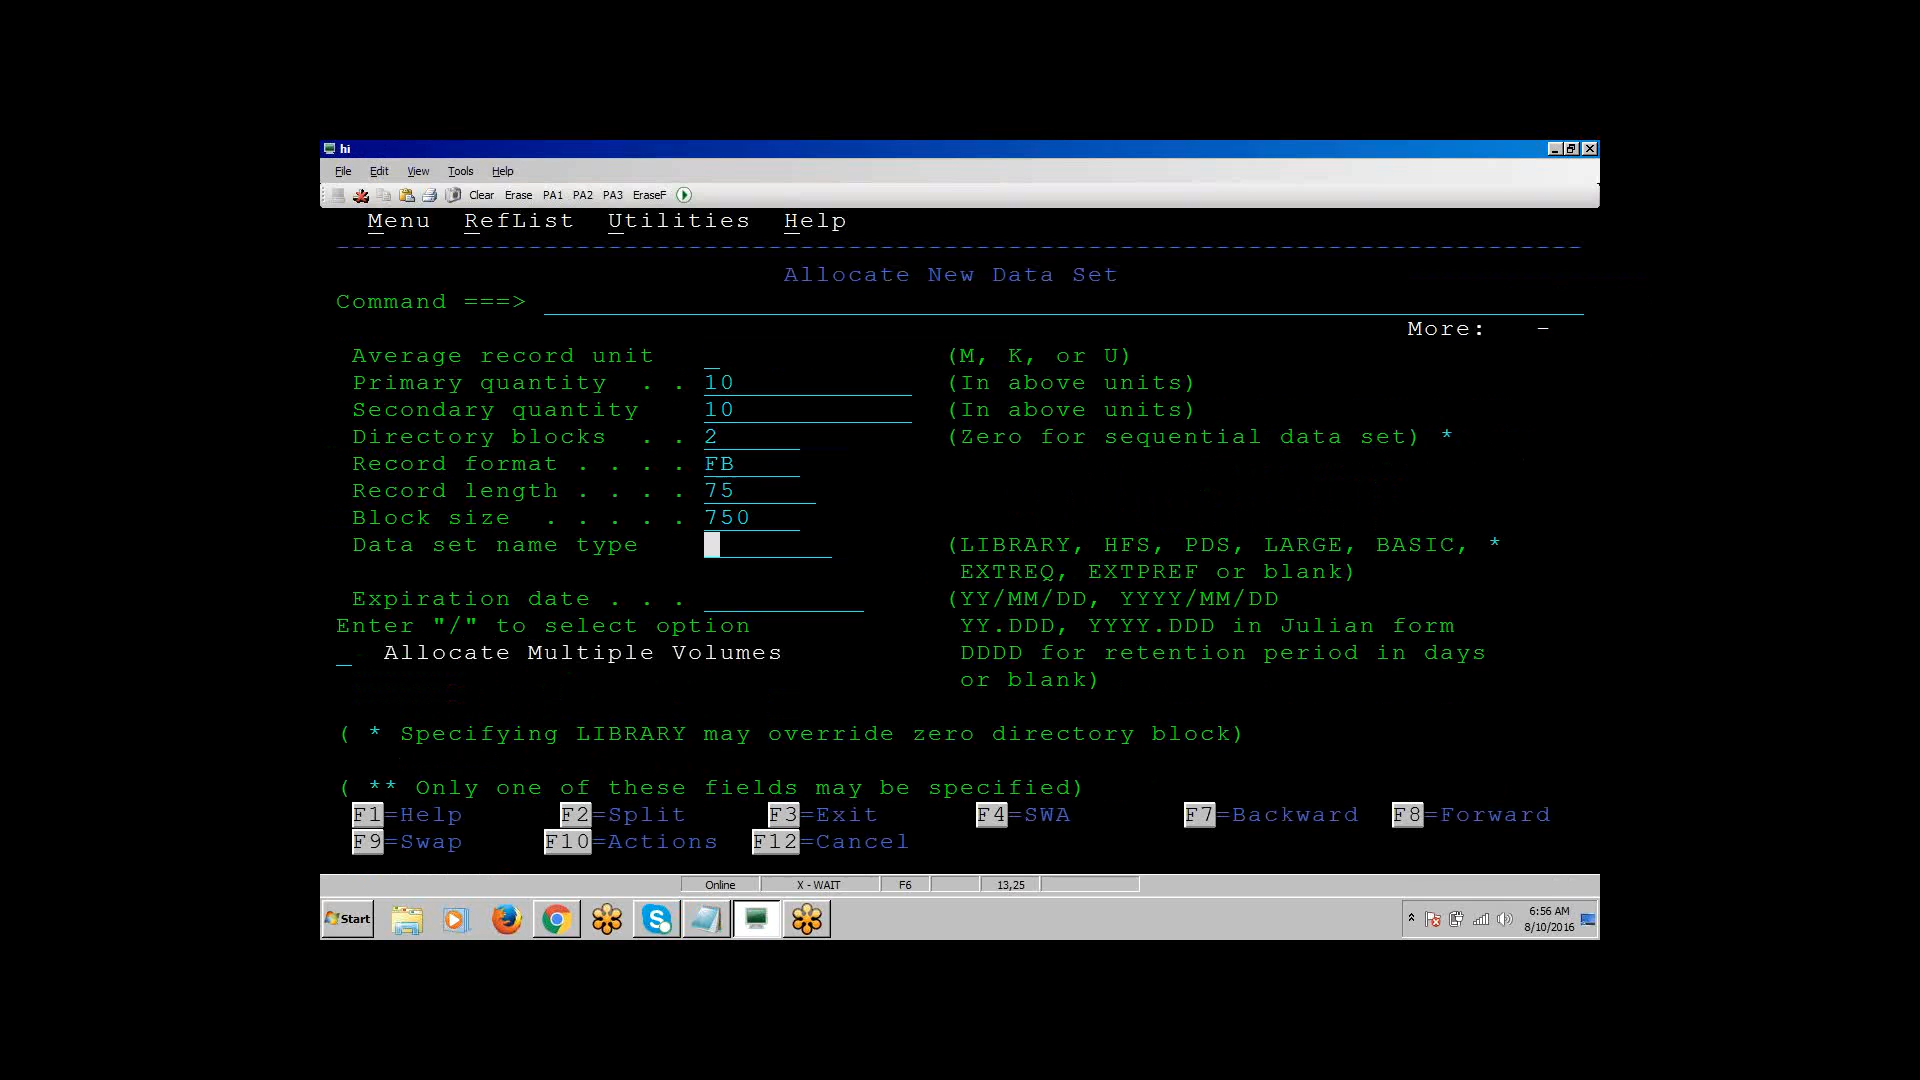 hi
File Edit View Tools Help
Clear Erase PA1 PA2 PA3 EraseF
Menu RefList Utilities Help
Allocate New Data Set
Command ===>
More: -
Average record unit _ (M, K, or U)
Primary quantity . . 10 (In above units)
Secondary quantity 10 (In above units)
Directory blocks . . 2 (Zero for sequential data set) *
Record format . . . . FB
Record length . . . . 75
Block size . . . . . 750
Data set name type (LIBRARY, HFS, PDS, LARGE, BASIC, *
EXTREQ, EXTPREF or blank)
Expiration date . . . (YY/MM/DD, YYYY/MM/DD
Enter "/" to select option YY.DDD, YYYY.DDD in Julian form
_ Allocate Multiple Volumes DDDD for retention period in days
or blank)
( * Specifying LIBRARY may override zero directory block)
( ** Only one of these fields may be specified)
F1=Help F2=Split F3=Exit F4=SWA F7=Backward F8=Forward
F9=Swap F10=Actions F12=Cancel
Online X - WAIT F6 13,25
Start 6:56 AM
8/10/2016